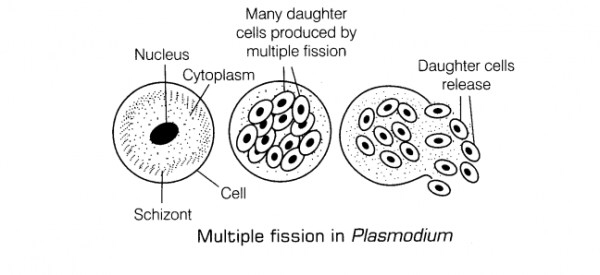 Many daughter
cells produced by
multiple fission
Nucleus
Cytoplasm
Daughter cells
release
Cell
Schizont
Multiple fission in Plasmodium